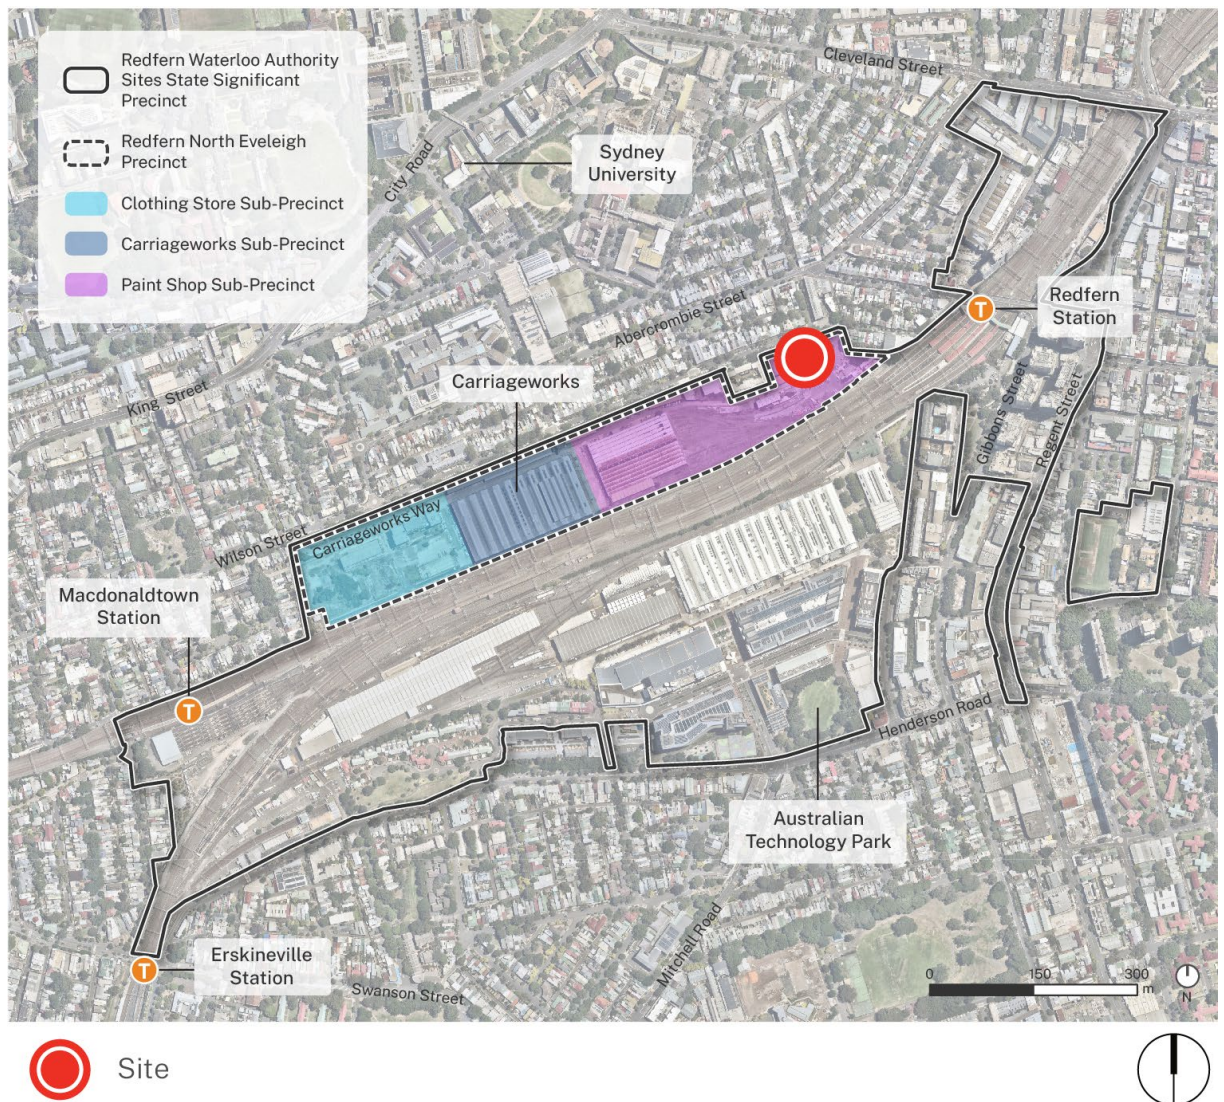 Redfern Waterloo Authority
Sites State Significant
Precinct
Redfern North Eveleigh
Precinct
Clothing Store Sub-Precinct
Carriageworks Sub-Precinct
Paint Shop Sub-Precinct
Cleveland Street
City Road
Sydney
University
Redfern
Station
T
Abercrombie Street
Carriageworks
King Street
Gibbons Street
Regent Street
Carriageworks Way
Wilson Street
Macdonaldtown
Station
T
Henderson Road
Australian
Technology Park
Mitchell Road
Erskineville
Station
T
Swanson Street
0 150 300
m
N
Site